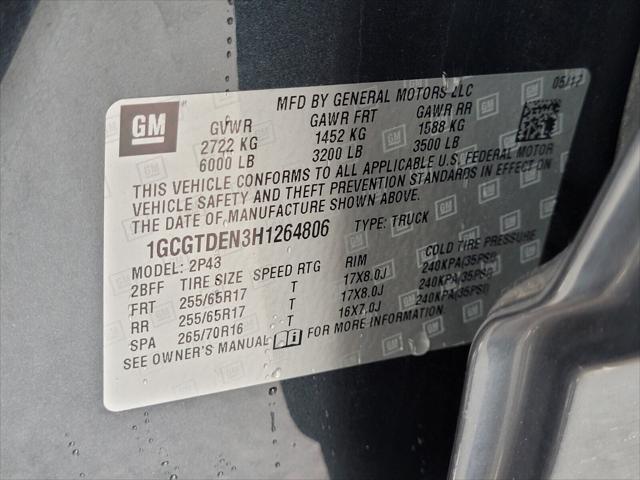 GM
MFD BY GENERAL MOTORS LLC 05/17
GVWR GAWR FRT GAWR RR
2722 KG 1452 KG 1588 KG
6000 LB 3200 LB 3500 LB
THIS VEHICLE CONFORMS TO ALL APPLICABLE U.S. FEDERAL MOTOR
VEHICLE SAFETY AND THEFT PREVENTION STANDARDS IN EFFECT ON
THE DATE OF MANUFACTURE SHOWN ABOVE.
1GCGTDEN3H1264806 TYPE: TRUCK
MODEL: 2P43
2BFF TIRE SIZE SPEED RTG RIM COLD TIRE PRESSURE
FRT 255/65R17 T 17X8.0J 240KPA(35PSI)
RR 255/65R17 T 17X8.0J 240KPA(35PSI)
SPA 265/70R16 T 16X7.0J 240KPA(35PSI)
SEE OWNER'S MANUAL FOR MORE INFORMATION.